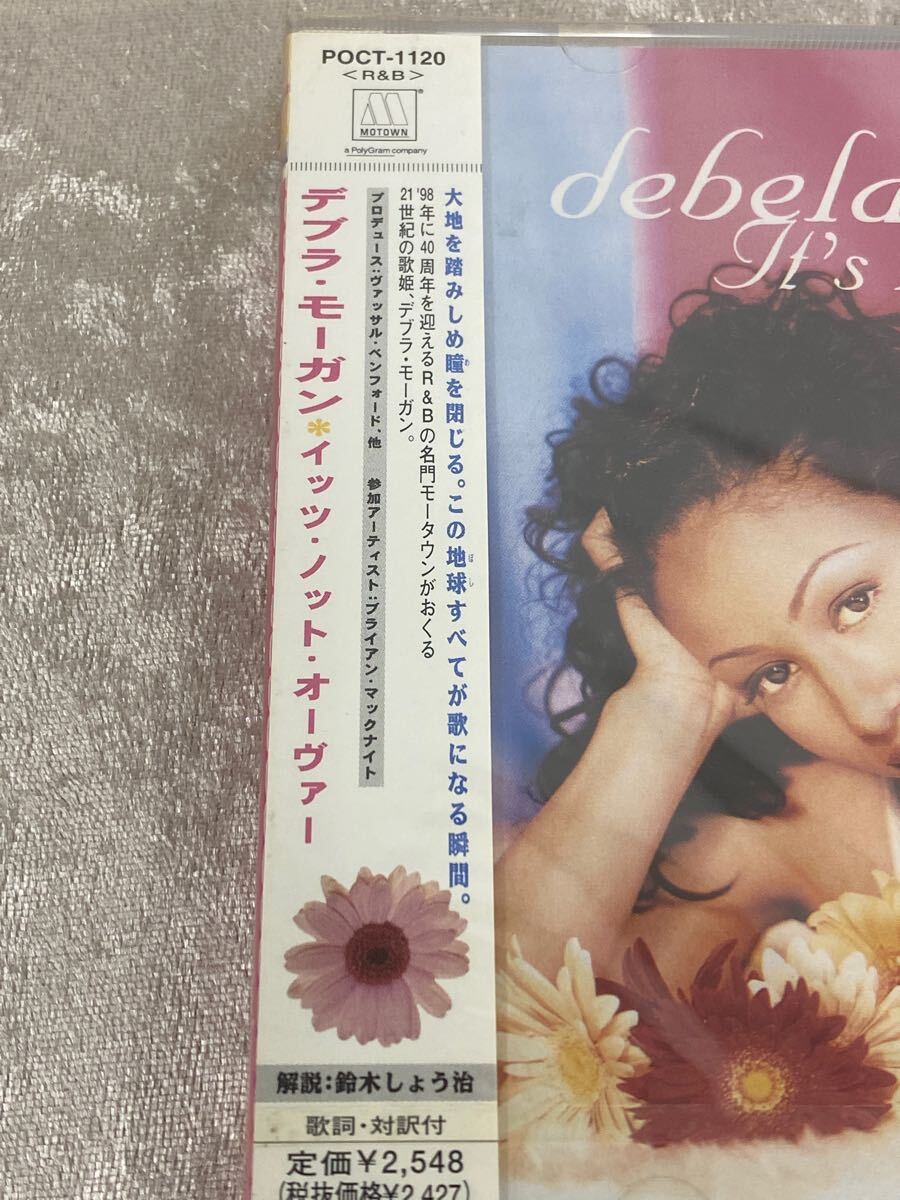 POCT-1120
<R&B>
MOTOWN
a PolyGram company
大地を踏みしめ瞳を閉じる。この地球すべてが歌になる瞬間。
'98年に40周年を迎えるR&Bの名門モータウンがおくる
21世紀の歌姫、デブラ・モーガン。
プロデュース:ヴァッサル・ベンフォード、他 参加アーティスト:ブライアン・マックナイト
デブラ・モーガン*イッツ・ノット・オーヴァー
解説:鈴木しょう治
歌詞・対訳付
定価¥2,548
(税抜価格¥2,427)
debela
It's